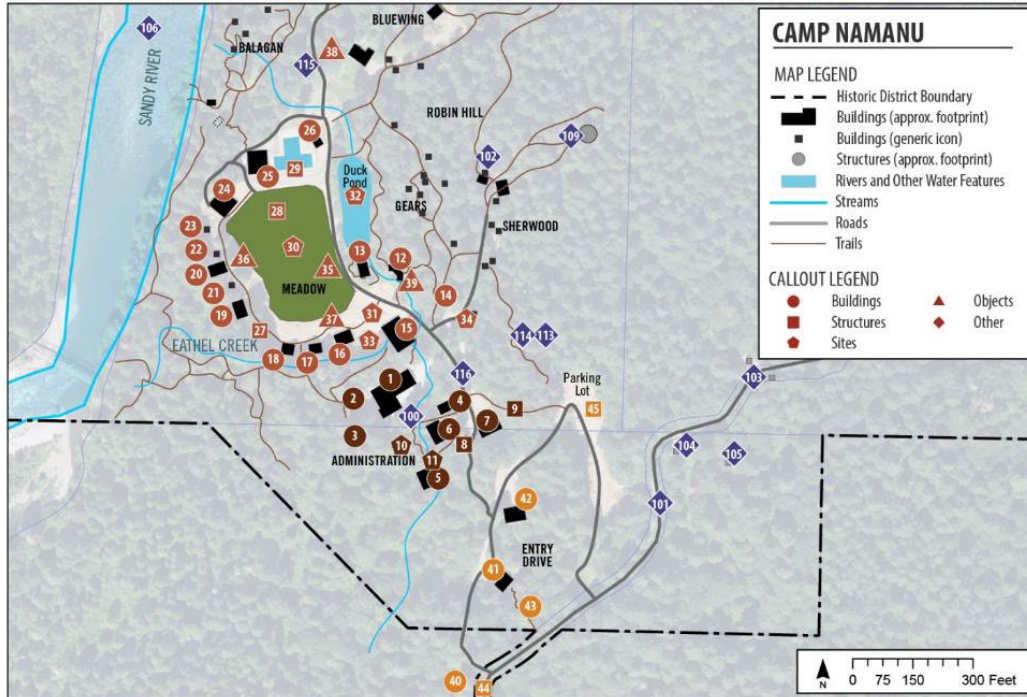 CAMP NAMANU
MAP LEGEND
Historic District Boundary
Buildings (approx. footprint)
Buildings (generic icon)
Structures (approx. footprint)
Rivers and Other Water Features
Streams
Roads
Trails
CALLOUT LEGEND
Buildings
Structures
Sites
Objects
Other
106
SANDY RIVER
BALAGAN
BLUEWING
38
115
ROBIN HILL
109
102
26
25
29
Duck
Pond
32
24
28
GEARS
SHERWOOD
23
22
20
21
19
36
30
35
MEADOW
13
12
39
14
37
31
33
34
27
EATHEL CREEK
18
17
16
15
114
113
1
116
103
2
100
4
9
Parking
Lot
45
3
6
7
10
8
ADMINISTRATION
11
5
104
105
101
42
ENTRY
DRIVE
41
43
40
44
N
0
75
150
300 Feet